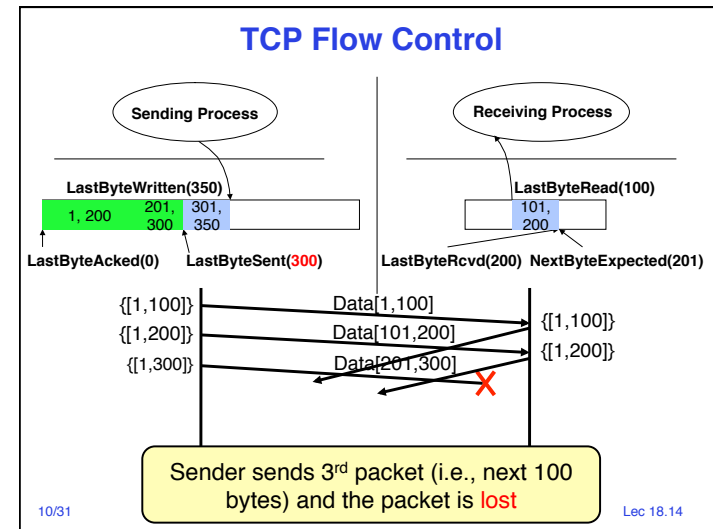 TCP Flow Control
Sending Process
Receiving Process
LastByteWritten(350)
LastByteRead(100)
1, 200
201,
300
301,
350
101,
200
LastByteAcked(0)
LastByteSent(300)
LastByteRcvd(200)
NextByteExpected(201)
{[1,100]}
Data[1,100]
{[1,100]}
{[1,200]}
Data[101,200]
{[1,200]}
{[1,300]}
Data[201,300]
Sender sends 3rd packet (i.e., next 100
bytes) and the packet is lost
10/31
Lec 18.14